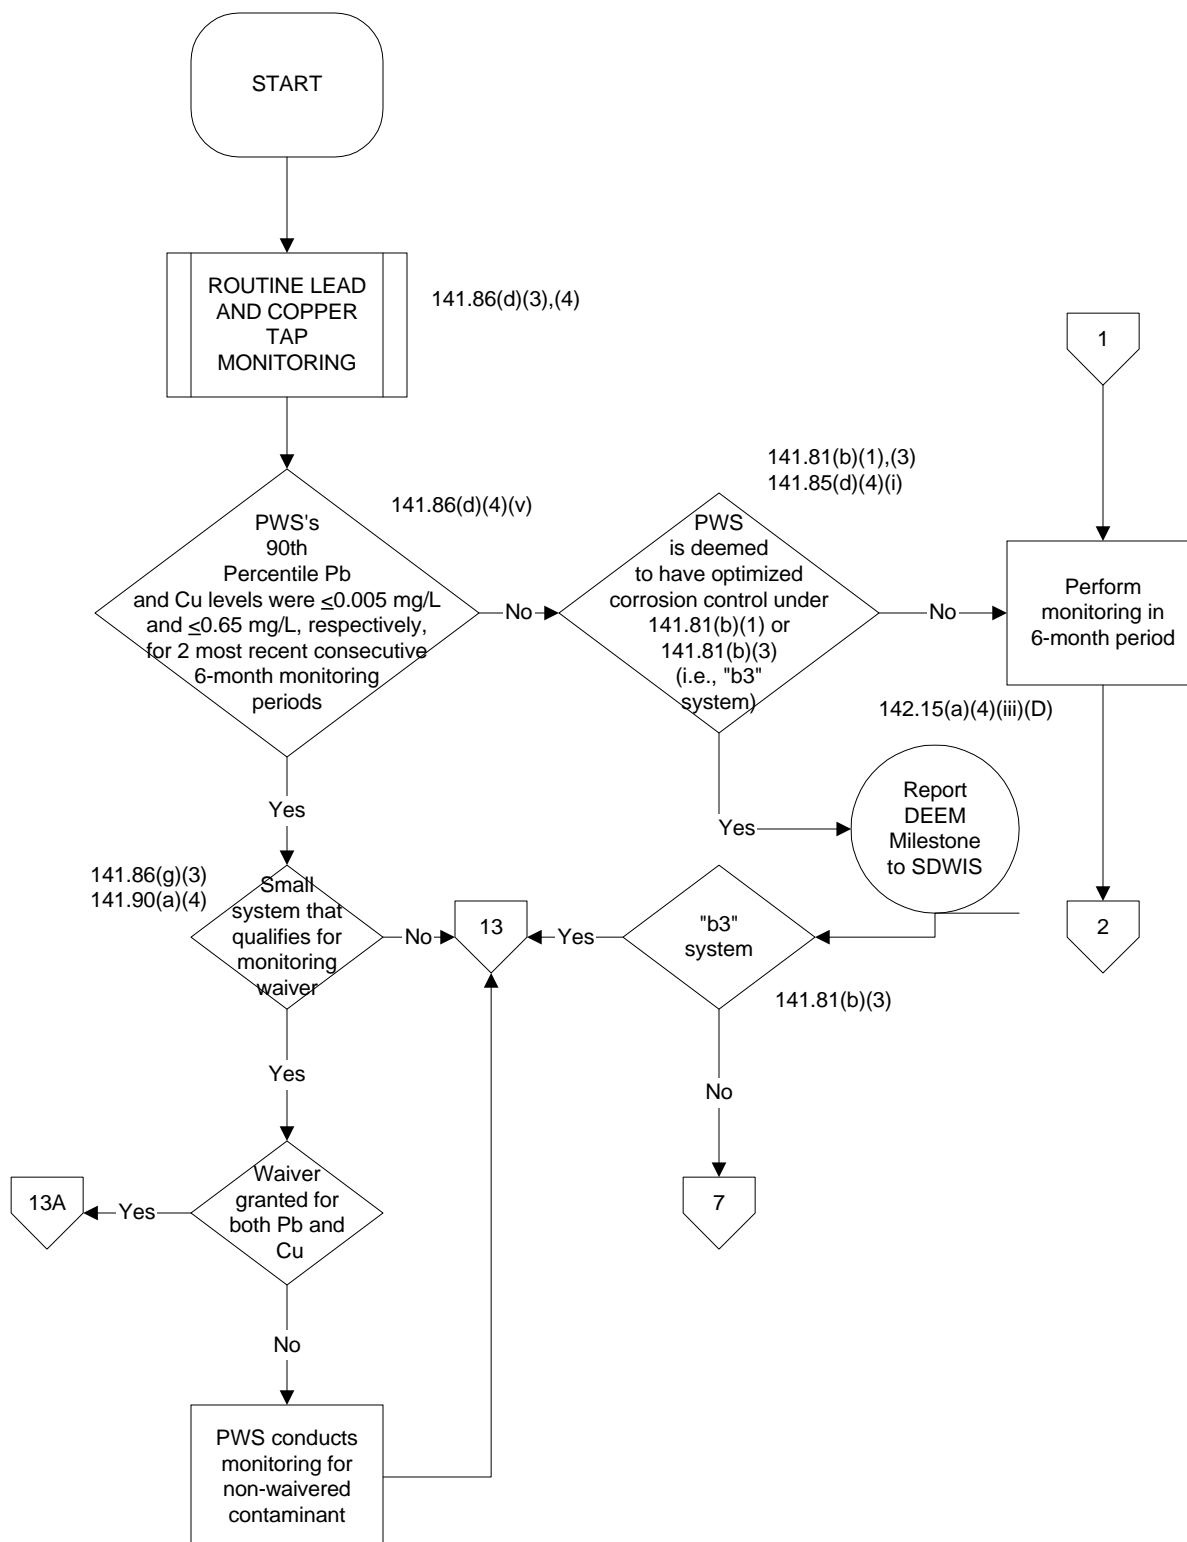 START
ROUTINE LEAD
AND COPPER
TAP
MONITORING
141.86(d)(3),(4)
1
141.86(d)(4)(v)
PWS's
90th
Percentile Pb
and Cu levels were ≤0.005 mg/L
and ≤0.65 mg/L, respectively,
for 2 most recent consecutive
6-month monitoring
periods
No
141.81(b)(1),(3)
141.85(d)(4)(i)
PWS
is deemed
to have optimized
corrosion control under
141.81(b)(1) or
141.81(b)(3)
(i.e., "b3"
system)
No
Perform
monitoring in
6-month period
142.15(a)(4)(iii)(D)
Yes
Yes
Report
DEEM
Milestone
to SDWIS
141.86(g)(3)
141.90(a)(4)
Small
system that
qualifies for
monitoring
waiver
No
13
Yes
"b3"
system
2
141.81(b)(3)
Yes
No
13A
Yes
Waiver
granted for
both Pb and
Cu
7
No
PWS conducts
monitoring for
non-waivered
contaminant